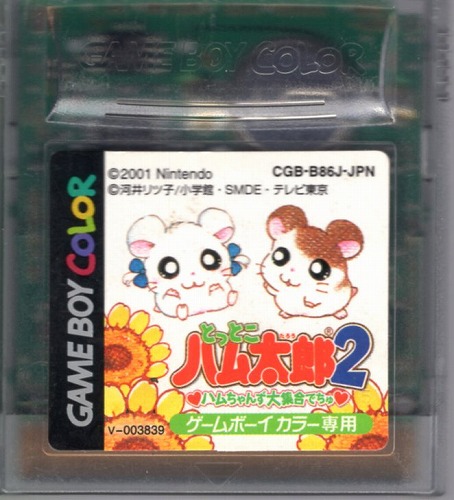 GAME BOY COLOR
GAME BOY COLOR
©2001 Nintendo
CGB-B86J-JPN
©河井リツ子/小学館・SMDE・テレビ東京
とっとこ
ハム太郎®2
たろう
♥ハムちゃんず大集合でちゅ♥
V-003839
ゲームボーイカラー専用